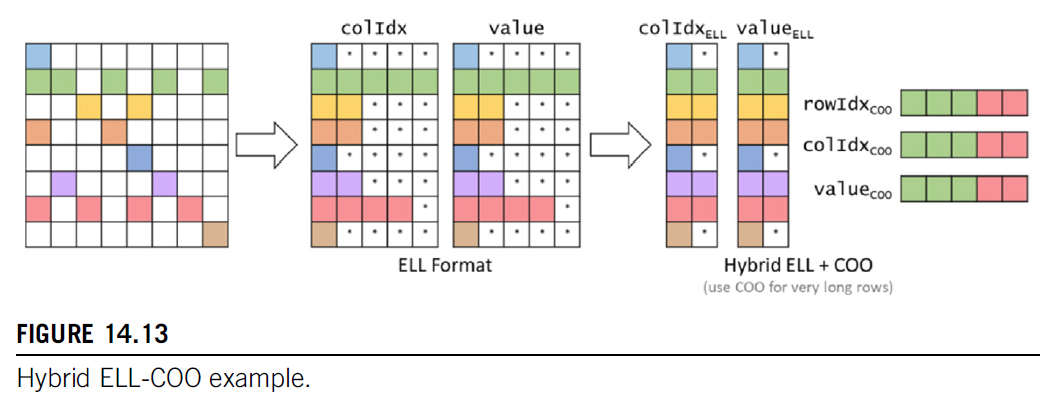 colIdx value colIdxELL valueELL
rowIdxCOO
colIdxCOO
valueCOO
ELL Format
Hybrid ELL + COO
(use COO for very long rows)
FIGURE 14.13
Hybrid ELL-COO example.